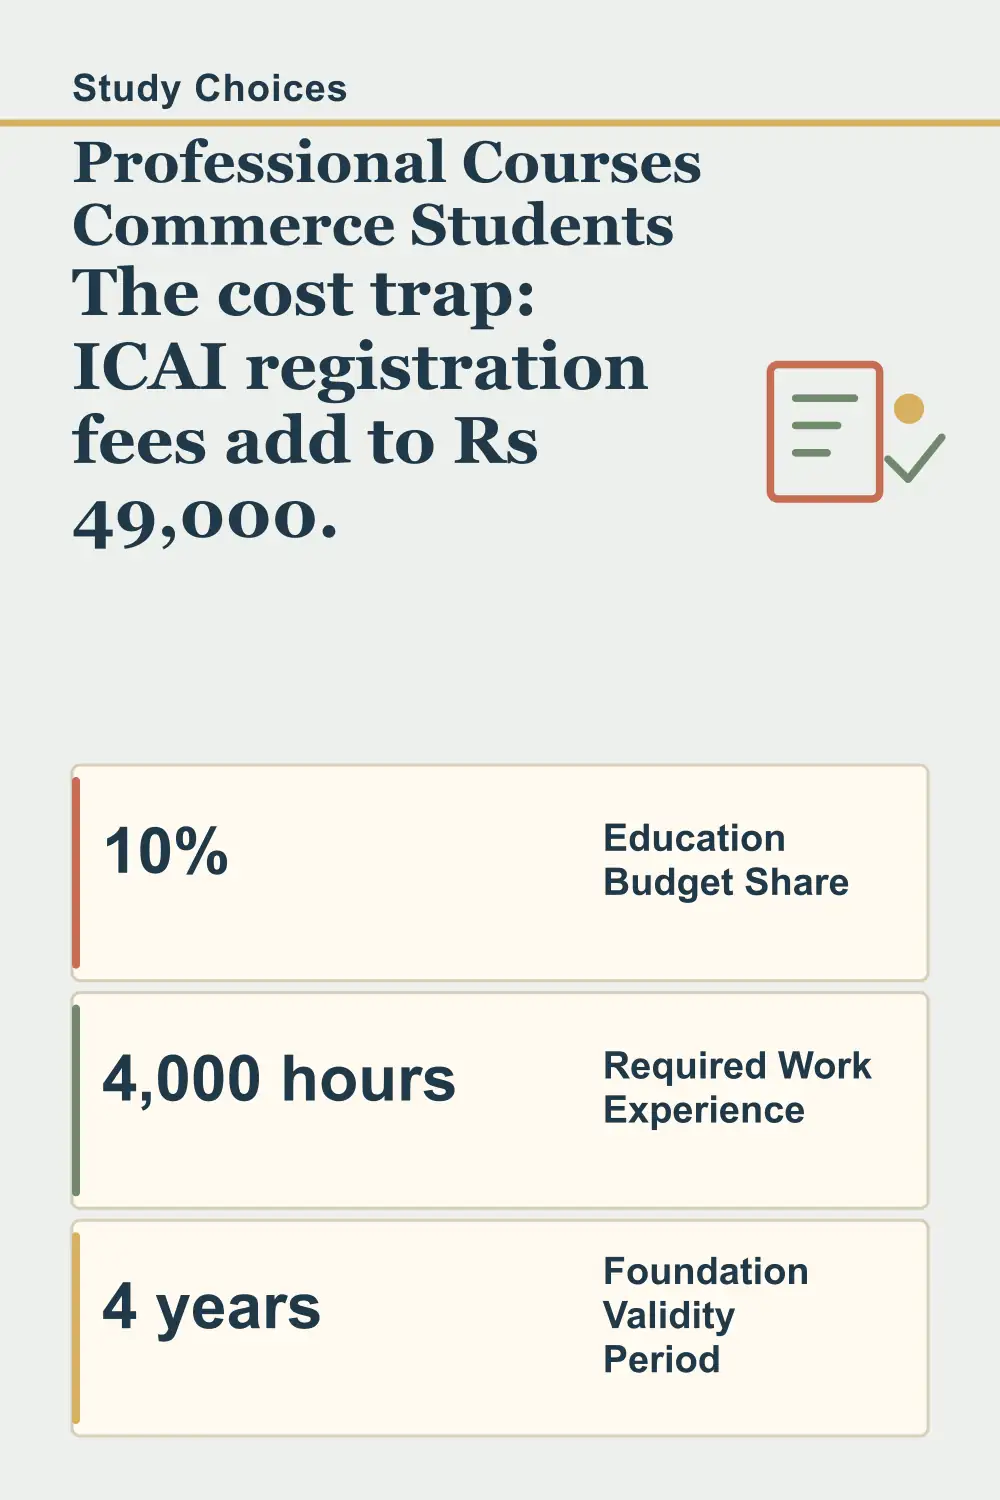 Study Choices
Professional Courses
Commerce Students
The cost trap:
ICAI registration
fees add to Rs
49,000.
10%
Education
Budget Share
4,000 hours
Required Work
Experience
4 years
Foundation
Validity
Period